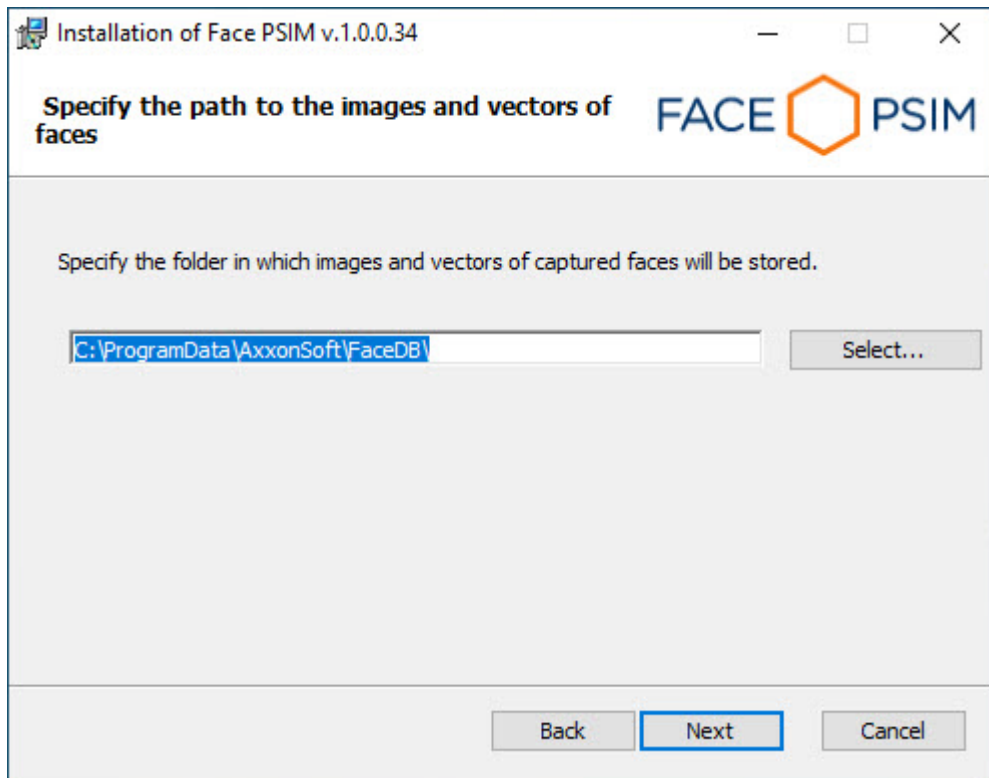 Installation of Face PSIM v.1.0.0.34
Specify the path to the images and vectors of
faces
FACE PSIM
Specify the folder in which images and vectors of captured faces will be stored.
C:\ProgramData\AxxonSoft\FaceDB\
Select...
Back
Next
Cancel